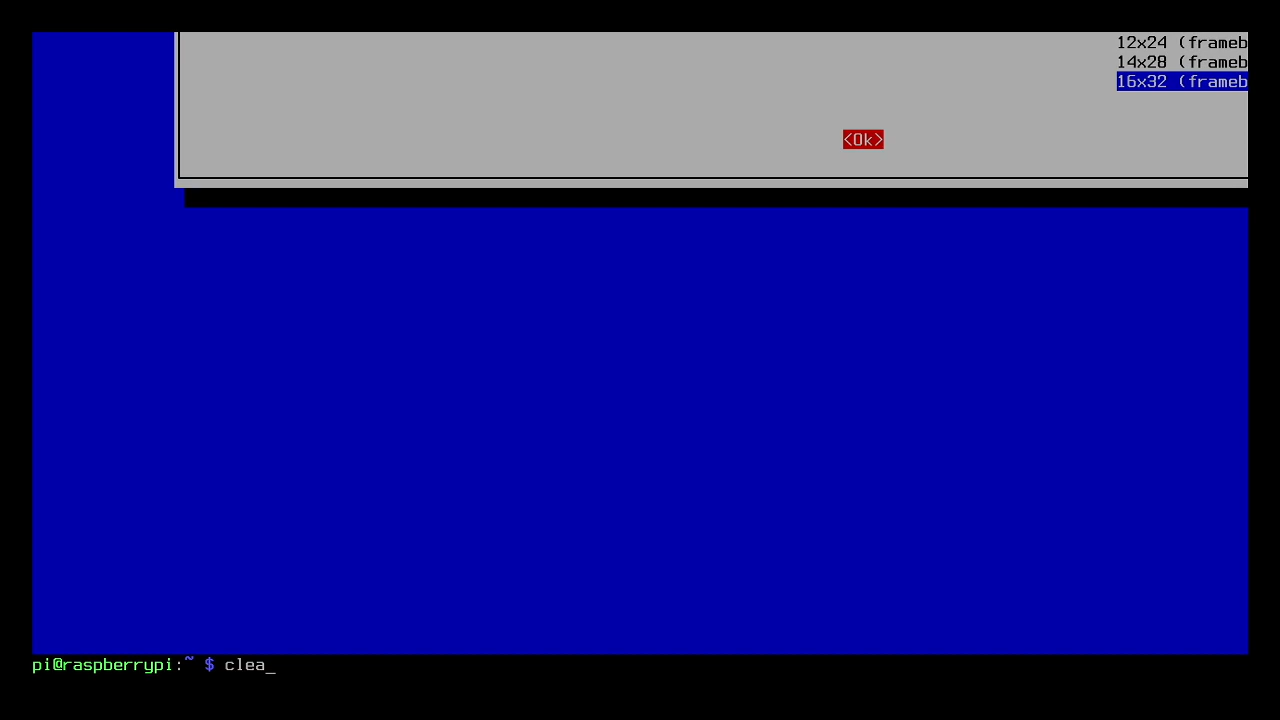 12x24 (frameb
14x28 (frameb
16x32 (frameb
<Ok>
pi@raspberrypi:~ $ clea_